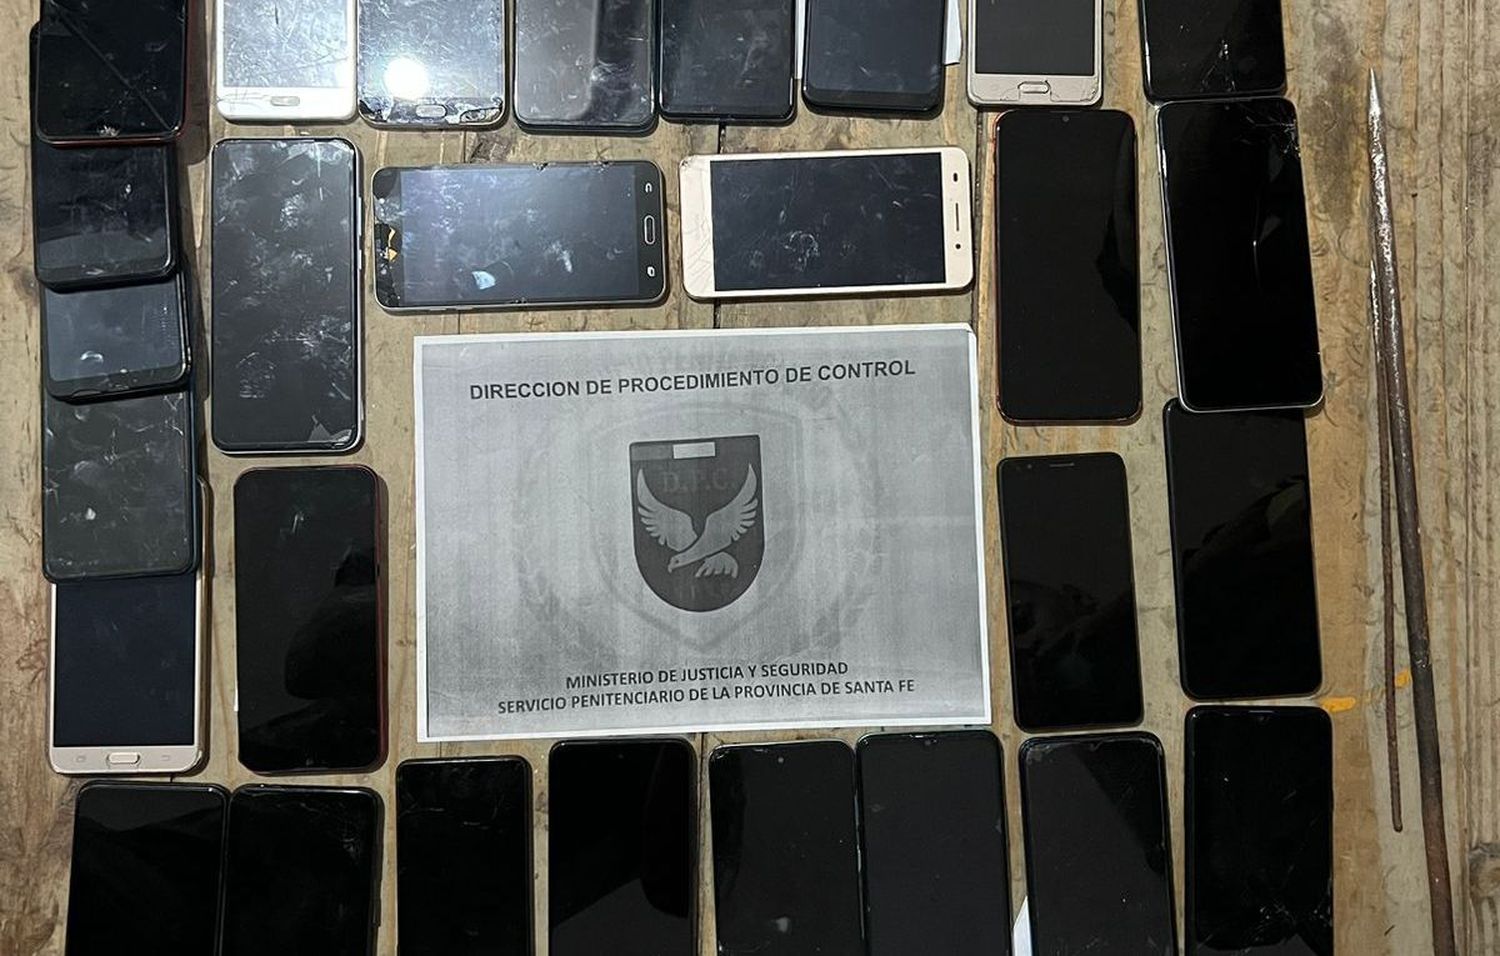 DIRECCION DE PROCEDIMIENTO DE CONTROL
D.P.C.
MINISTERIO DE JUSTICIA Y SEGURIDAD
SERVICIO PENITENCIARIO DE LA PROVINCIA DE SANTA FE